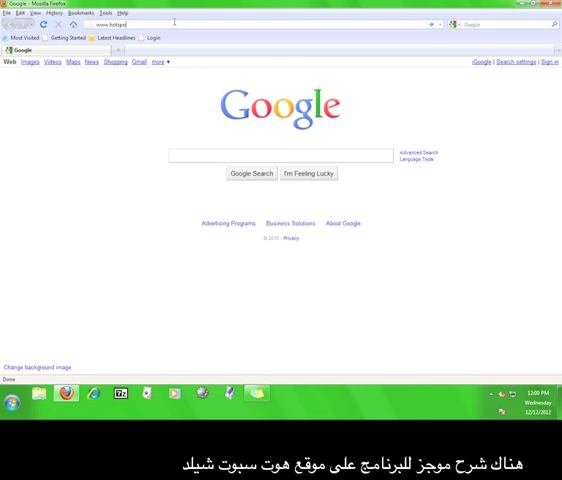 Google - Mozilla Firefox
File Edit View History Bookmarks Tools Help
www.hotspo
Google
Most Visited Getting Started Latest Headlines Login
Google
Web Images Videos Maps News Shopping Gmail more ▼
iGoogle | Search settings | Sign in
Google
Advanced Search
Language Tools
Google Search I'm Feeling Lucky
Advertising Programs Business Solutions About Google
© 2010 - Privacy
Change background image
Done
12:00 PM
Wednesday
12/12/2012
هناك شرح موجز للبرنامج على موقع هوت سبوت شيلد